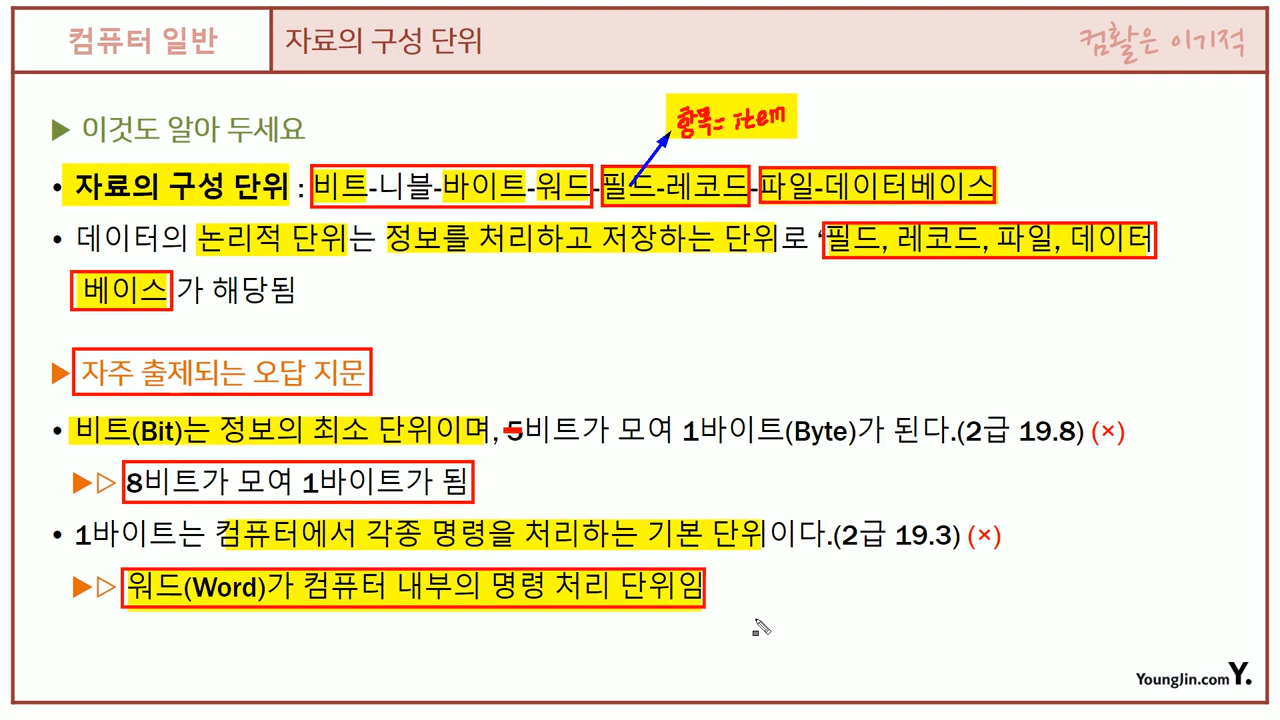 컴퓨터 일반
자료의 구성 단위
컴활은 이기적
▶ 이것도 알아 두세요
항목= item
• 자료의 구성 단위 : 비트-니블-바이트-워드-필드-레코드-파일-데이터베이스
• 데이터의 논리적 단위는 정보를 처리하고 저장하는 단위로 ‘필드, 레코드, 파일, 데이터
베이스’가 해당됨
▶ 자주 출제되는 오답 지문
• 비트(Bit)는 정보의 최소 단위이며, 5비트가 모여 1바이트(Byte)가 된다.(2급 19.8) (×)
▶▷ 8비트가 모여 1바이트가 됨
• 1바이트는 컴퓨터에서 각종 명령을 처리하는 기본 단위이다.(2급 19.3) (×)
▶▷ 워드(Word)가 컴퓨터 내부의 명령 처리 단위임
YoungJin.com Y.